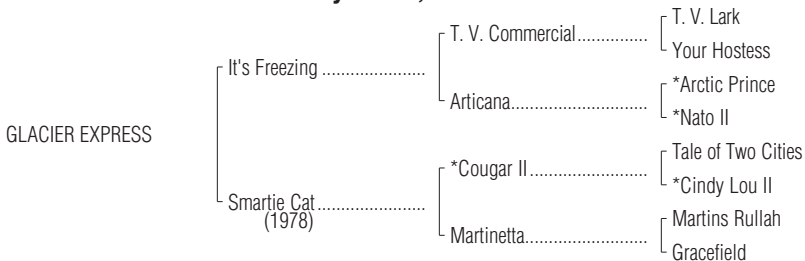 T. V. Lark
T. V. Commercial...............
Your Hostess
It's Freezing ......................
*Arctic Prince
Articana.............................
*Nato II
GLACIER EXPRESS
Tale of Two Cities
*Cougar II.........................
*Cindy Lou II
Smartie Cat.......................
(1978)
Martins Rullah
Martinetta..........................
Gracefield